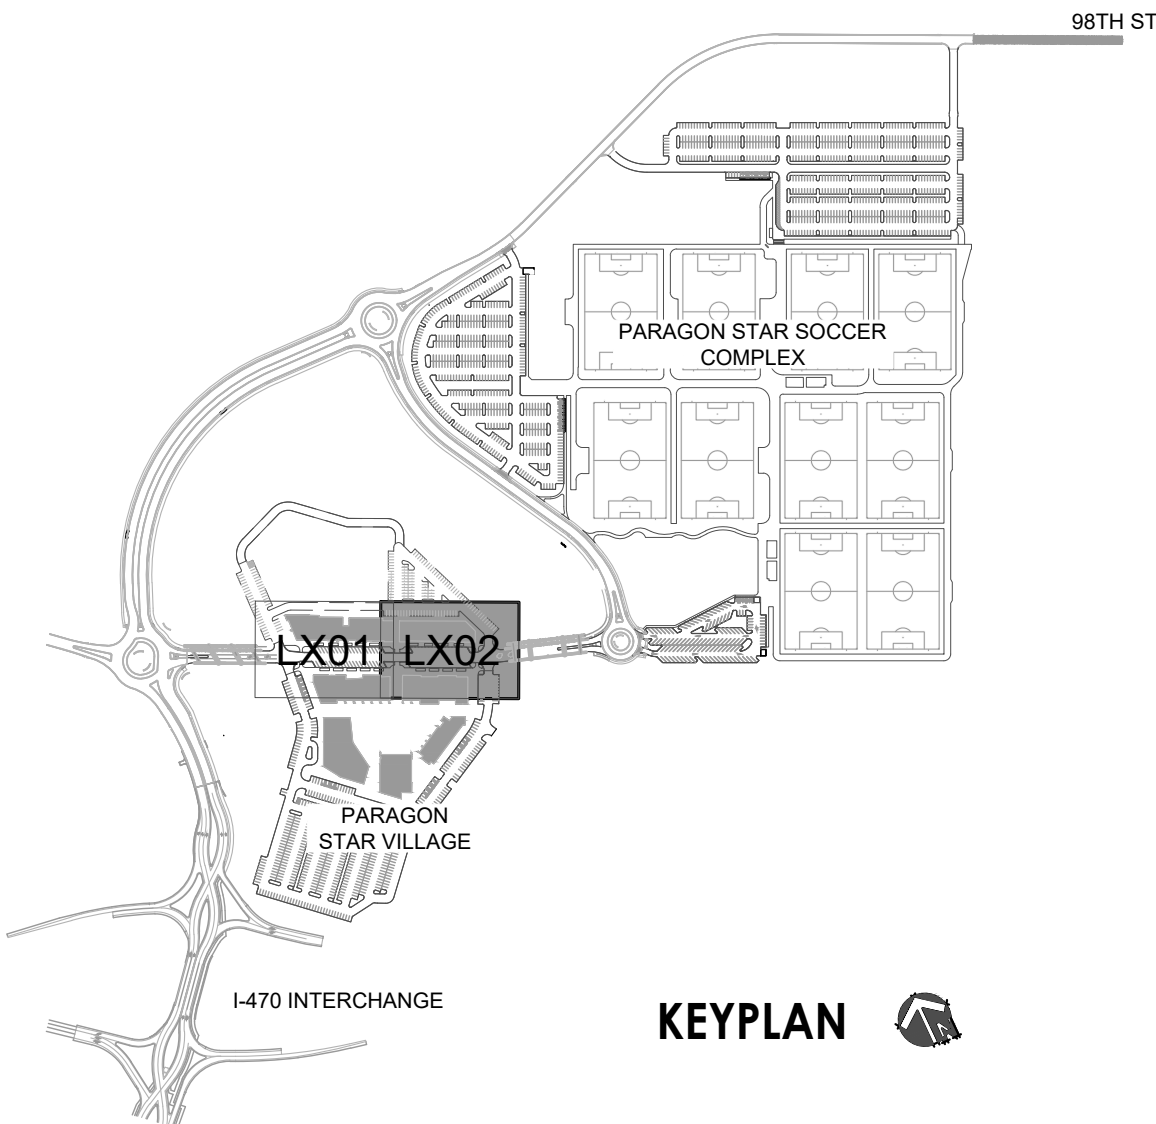 98TH ST
PARAGON STAR SOCCER
COMPLEX
LX01
LX02
PARAGON
STAR VILLAGE
I-470 INTERCHANGE
KEYPLAN